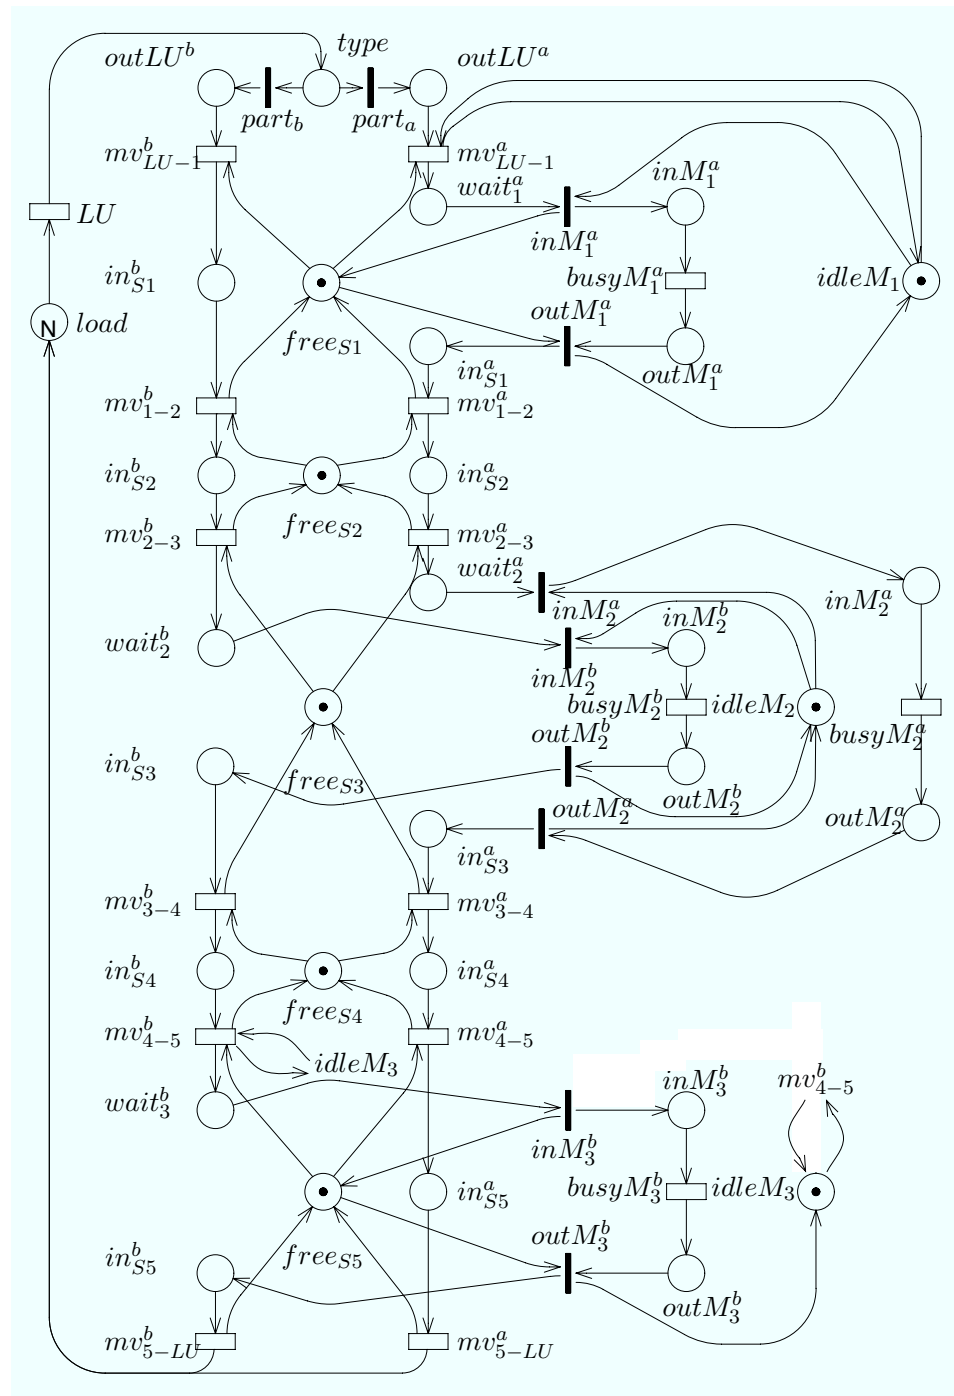 type
outLU^b outLU^a
part_b part_a
mv^b_{LU-1} mv^a_{LU-1}
wait^a_1 inM^a_1
LU
inM^a_1
in^b_{S1} busyM^a_1 idleM_1
outM^a_1
N load
free_{S1}
in^a_{S1} outM^a_1
mv^b_{1-2} mv^a_{1-2}
in^b_{S2} in^a_{S2}
free_{S2}
mv^b_{2-3} mv^a_{2-3}
wait^a_2
inM^a_2 inM^b_2 inM^a_2
wait^b_2
inM^b_2
busyM^b_2 idleM_2
outM^b_2 busyM^a_2
in^b_{S3} free_{S3}
outM^a_2 outM^b_2 outM^a_2
in^a_{S3}
mv^b_{3-4} mv^a_{3-4}
in^b_{S4} in^a_{S4}
free_{S4}
mv^b_{4-5} mv^a_{4-5}
idleM_3
inM^b_3 mv^b_{4-5}
wait^b_3
inM^b_3
in^a_{S5} busyM^b_3 idleM_3
outM^b_3
in^b_{S5} free_{S5}
outM^b_3
mv^b_{5-LU} mv^a_{5-LU}